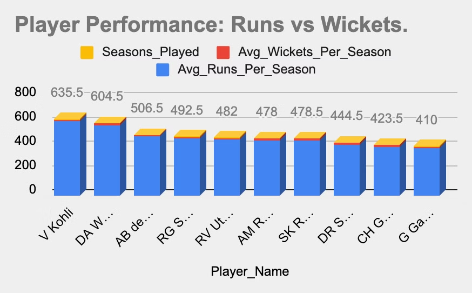 Player Performance: Runs vs Wickets.
Seasons_Played Avg_Wickets_Per_Season
Avg_Runs_Per_Season
800
600
400
200
0
635.5 604.5 506.5 492.5 482 478 478.5 444.5 423.5 410
V Kohli DA W... AB de... RG S... RV Ut... AM R... SK R... DR S... CH G... G Ga...
Player_Name